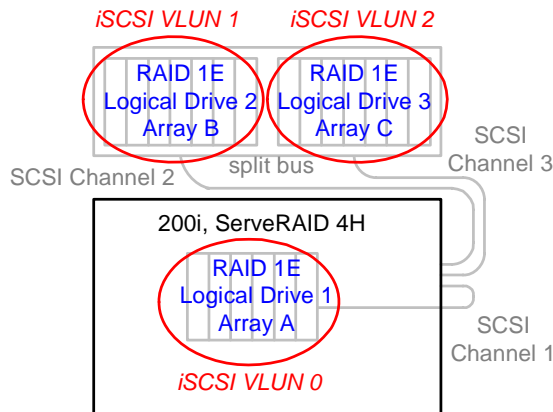 iSCSI VLUN 1
iSCSI VLUN 2
RAID 1E
Logical Drive 2
Array B
RAID 1E
Logical Drive 3
Array C
split bus
SCSI Channel 2
SCSI
Channel 3
200i, ServeRAID 4H
RAID 1E
Logical Drive 1
Array A
iSCSI VLUN 0
SCSI
Channel 1